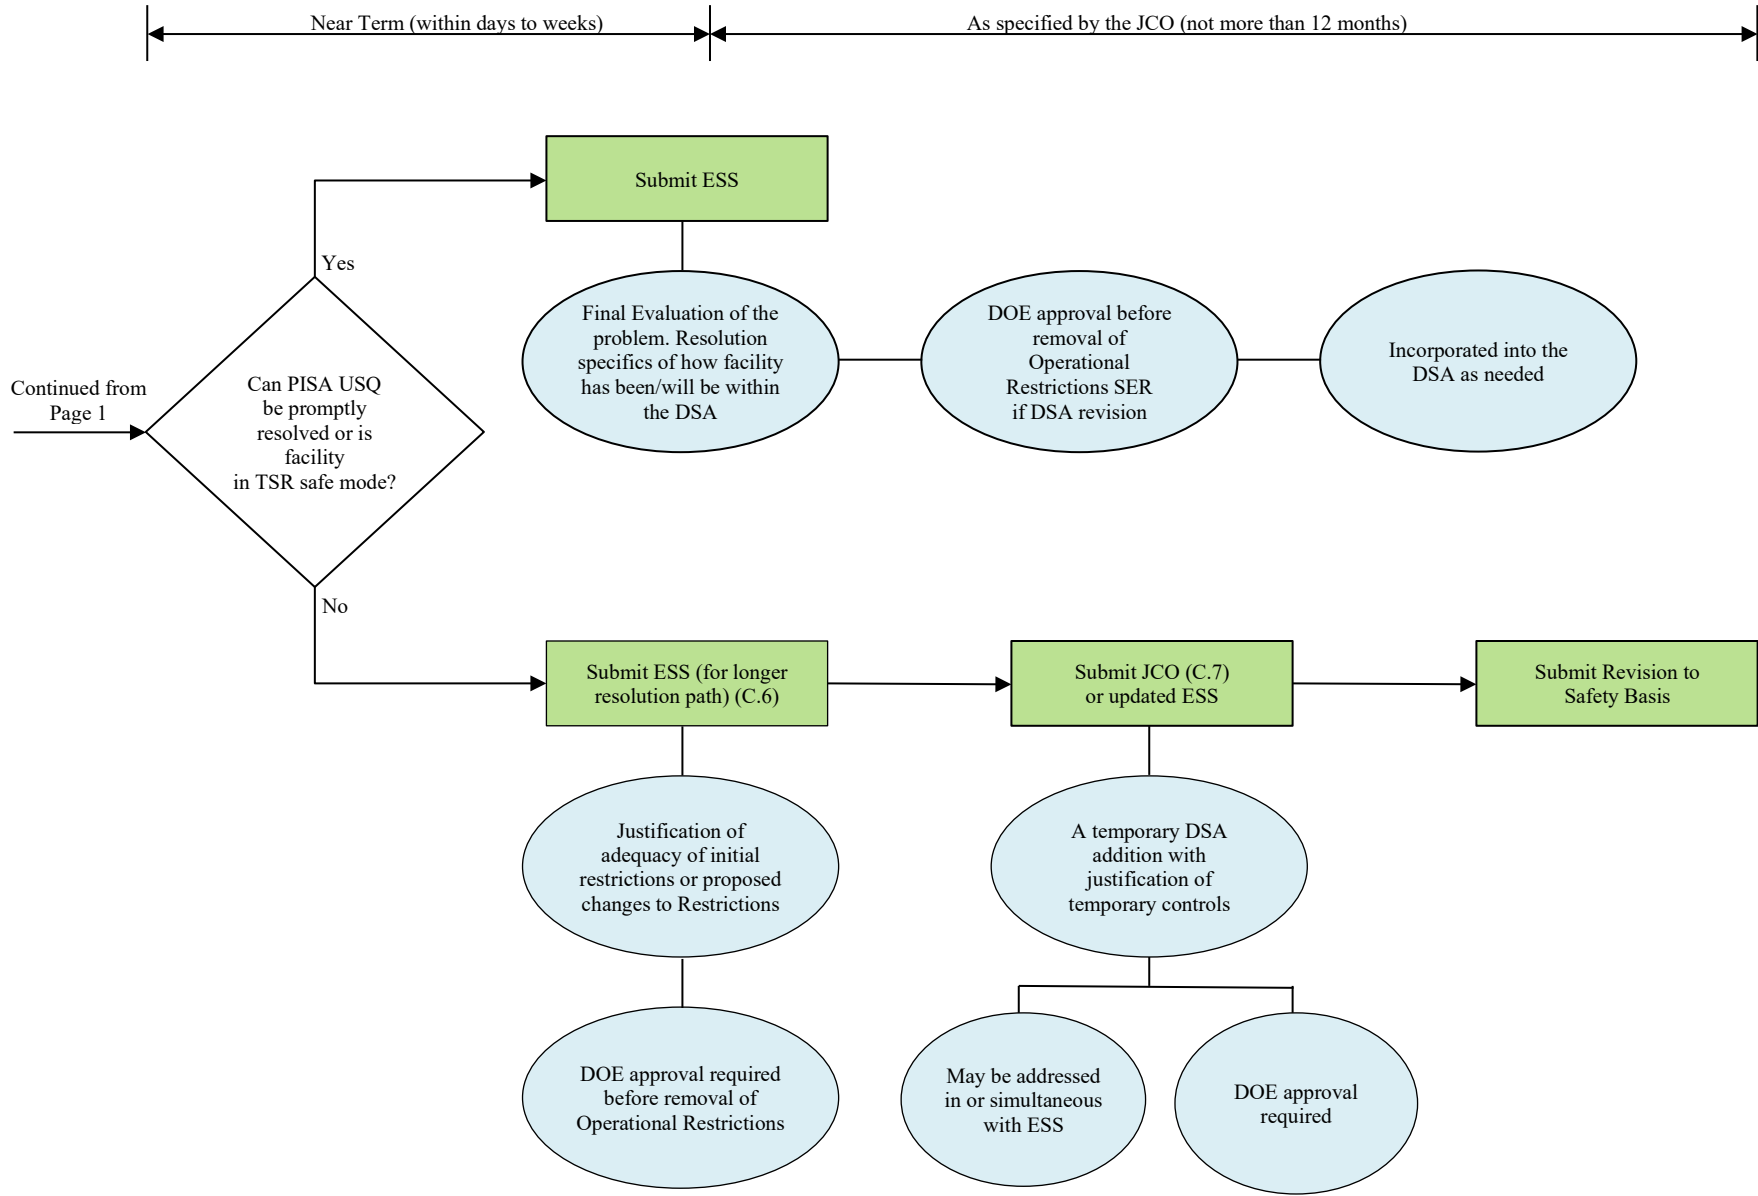 Near Term (within days to weeks)
As specified by the JCO (not more than 12 months)
Submit ESS
Yes
Final Evaluation of the
problem. Resolution
specifics of how facility
has been/will be within
the DSA
DOE approval before
removal of
Operational
Restrictions SER
if DSA revision
Incorporated into the
DSA as needed
Continued from
Page 1
Can PISA USQ
be promptly
resolved or is
facility
in TSR safe mode?
No
Submit ESS (for longer
resolution path) (C.6)
Submit JCO (C.7)
or updated ESS
Submit Revision to
Safety Basis
Justification of
adequacy of initial
restrictions or proposed
changes to Restrictions
A temporary DSA
addition with
justification of
temporary controls
DOE approval required
before removal of
Operational Restrictions
May be addressed
in or simultaneous
with ESS
DOE approval
required